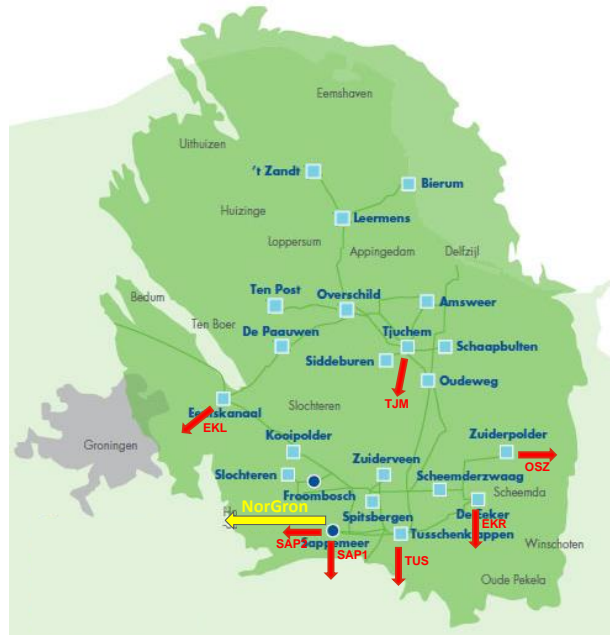 Eemshaven
Uithuizen
't Zandt
Bierum
Huizinge
Leermens
Loppersum
Appingedam
Delfzijl
Ten Post
Bedum
Overschild
Amsweer
Ten Boer
De Paauwen
Tjuchem
Schaapbulten
Siddeburen
Oudeweg
TJM
Slochteren
EKL
Groningen
Kooipolder
Zuiderpolder
OSZ
Slochteren
Zuiderveen
Froombosch
Scheemderzwaag
Scheemda
NorGron
Spitsbergen
EKR
SAP2
Sappemeer
Tusschenklappen
Winschoten
SAP1
TUS
Oude Pekela